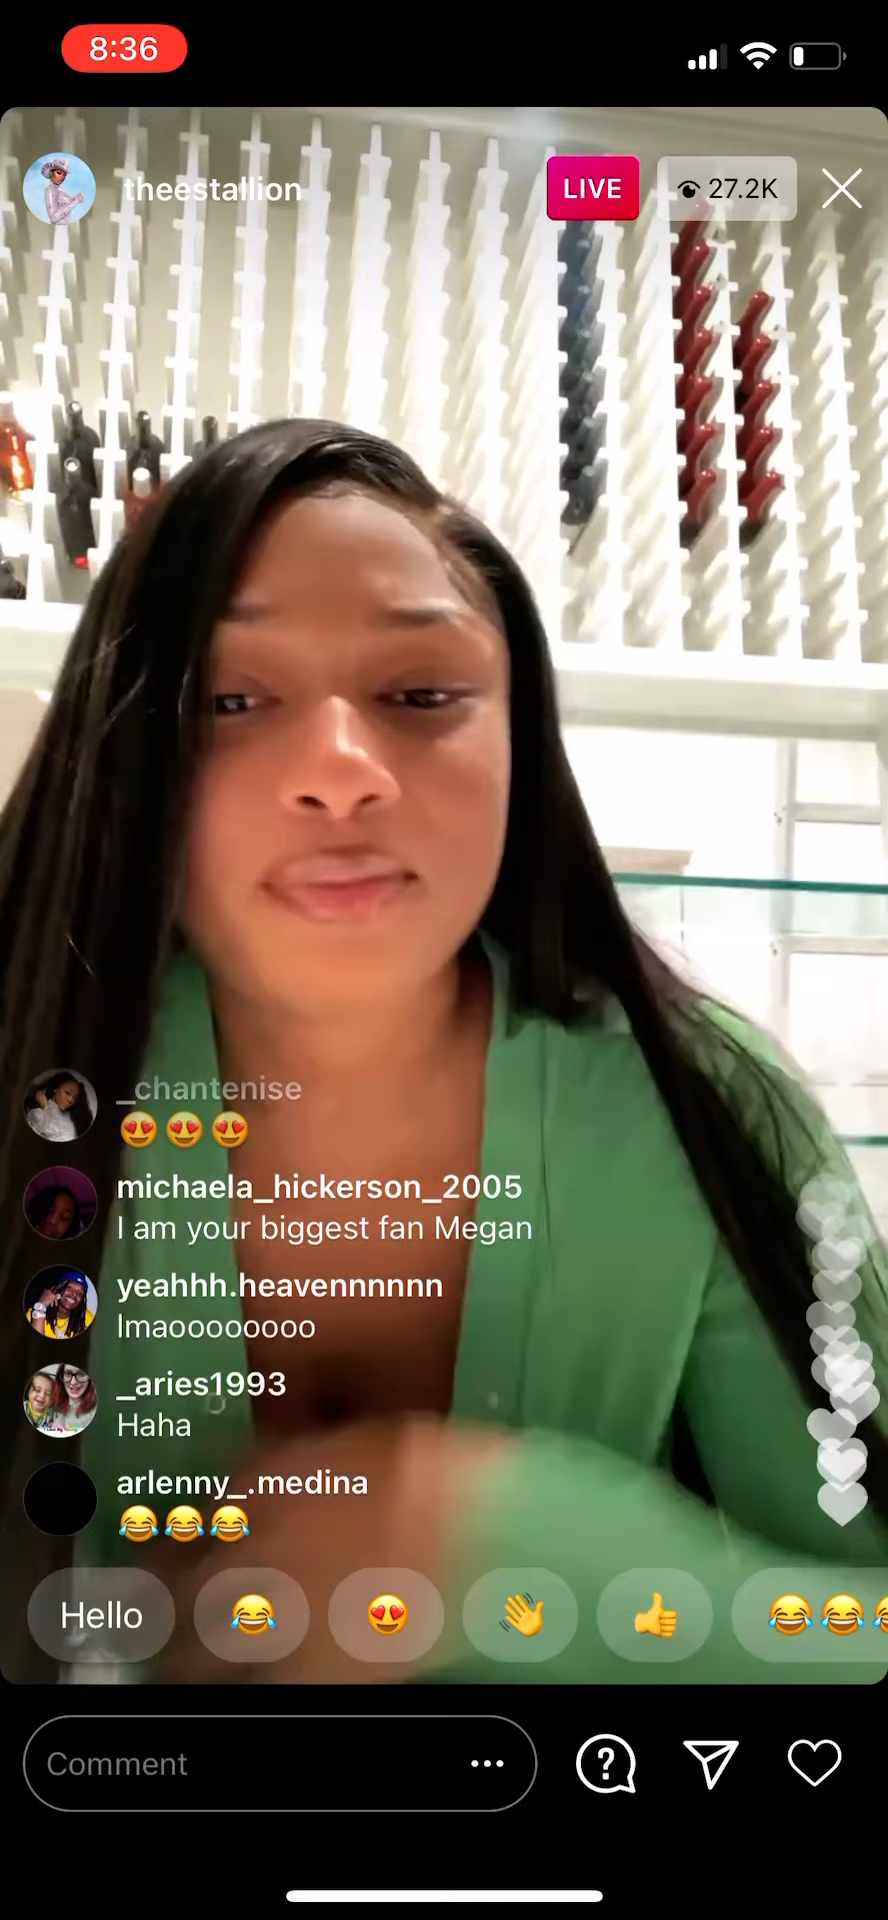 8:36
theestallion
LIVE
27.2K
_chantenise
😍😍😍
michaela_hickerson_2005
I am your biggest fan Megan
yeahhh.heavennnnnn
lmaoooooooo
_aries1993
Haha
arlenny_.medina
😂😂😂
Hello 😂 😍 👋 👍 😂😂
Comment